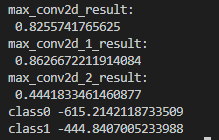 max_conv2d_result:
0.8255741765625
max_conv2d_1_result:
0.8626672211914084
max_conv2d_2_result:
0.4441833461460877
class0 -615.2142118733509
class1 -444.8407005233988